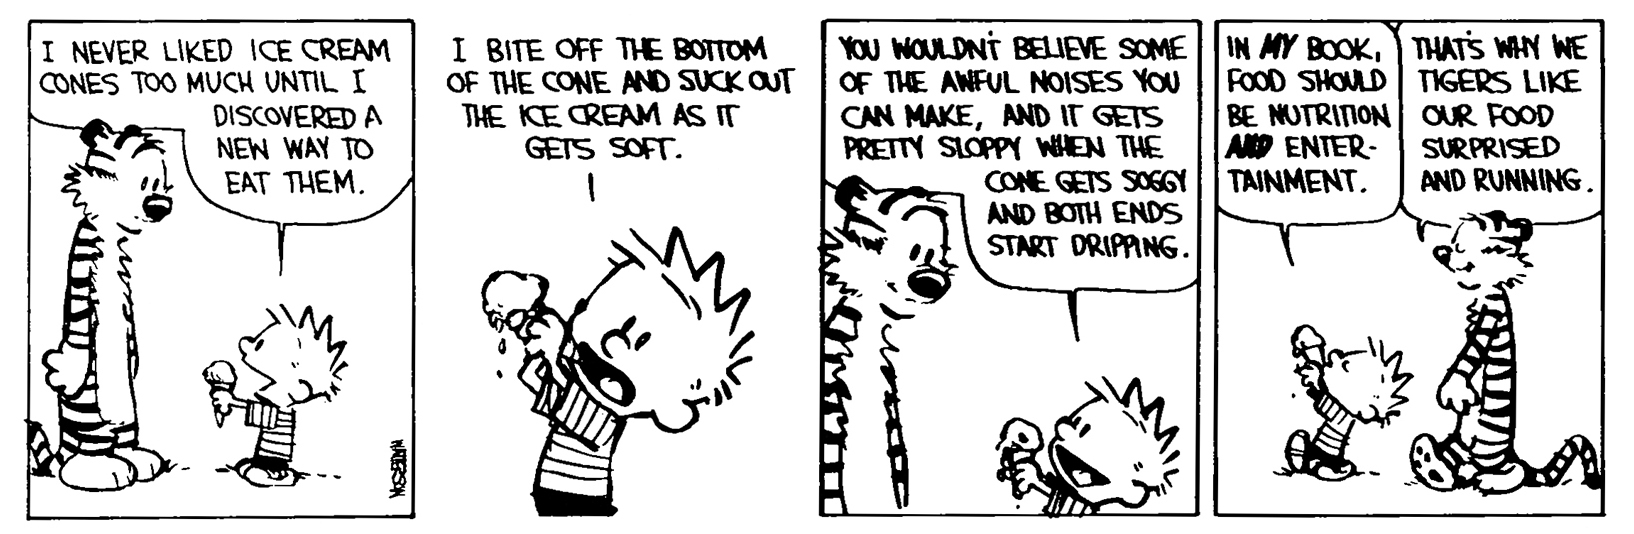 I NEVER LIKED ICE CREAM
CONES TOO MUCH UNTIL I
DISCOVERED A
NEW WAY TO
EAT THEM.
WATTERSON
I BITE OFF THE BOTTOM
OF THE CONE AND SUCK OUT
THE ICE CREAM AS IT
GETS SOFT.
YOU WOULDN'T BELIEVE SOME
OF THE AWFUL NOISES YOU
CAN MAKE, AND IT GETS
PRETTY SLOPPY WHEN THE
CONE GETS SOGGY
AND BOTH ENDS
START DRIPPING.
IN MY BOOK,
FOOD SHOULD
BE NUTRITION
AND ENTER-
TAINMENT.
THAT'S WHY WE
TIGERS LIKE
OUR FOOD
SURPRISED
AND RUNNING.